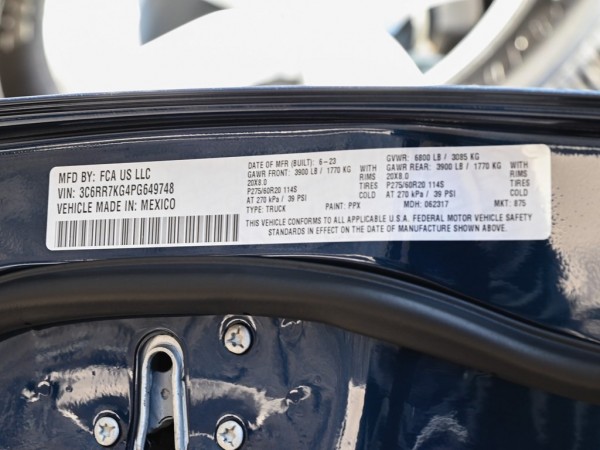 MFD BY: FCA US LLC
VIN: 3C6RR7KG4PG649748
VEHICLE MADE IN: MEXICO
DATE OF MFR (BUILT): 6-23
GAWR FRONT: 3900 LB / 1770 KG WITH
20X8.0 RIMS
P275/60R20 114S TIRES
AT 270 kPa / 39 PSI COLD
TYPE: TRUCK PAINT: PPX
GVWR: 6800 LB / 3085 KG
GAWR REAR: 3900 LB / 1770 KG WITH
20X8.0 RIMS
P275/60R20 114S TIRES
AT 270 kPa / 39 PSI COLD
MDH: 062317 MKT: 875
THIS VEHICLE CONFORMS TO ALL APPLICABLE U.S.A. FEDERAL MOTOR VEHICLE SAFETY
STANDARDS IN EFFECT ON THE DATE OF MANUFACTURE SHOWN ABOVE.